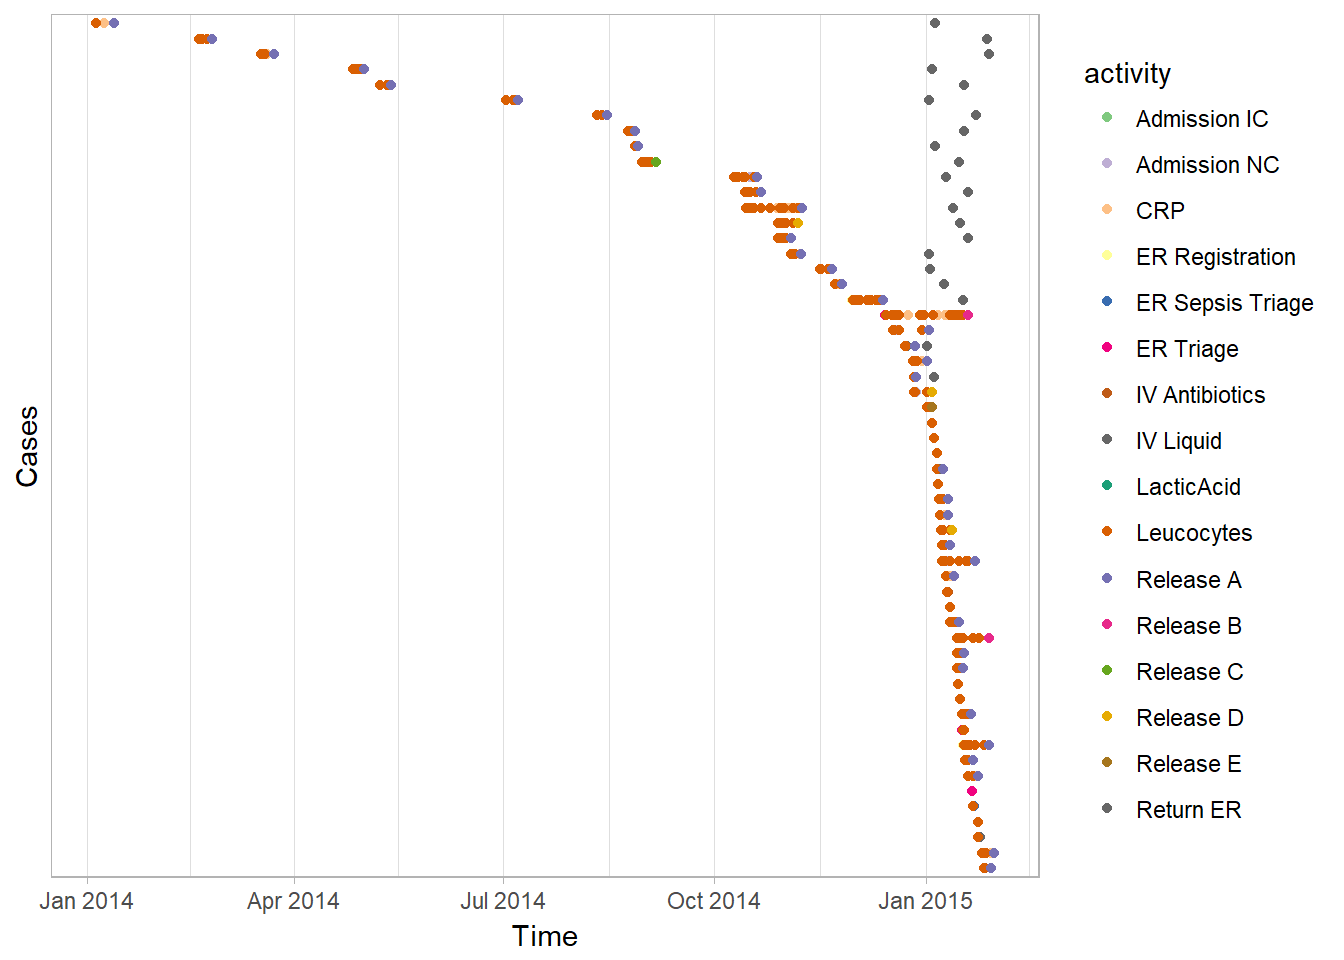 activity
Admission IC
Admission NC
CRP
ER Registration
ER Sepsis Triage
ER Triage
IV Antibiotics
IV Liquid
LacticAcid
Leucocytes
Release A
Release B
Release C
Release D
Release E
Return ER
Cases
Jan 2014 Apr 2014 Jul 2014 Oct 2014 Jan 2015
Time